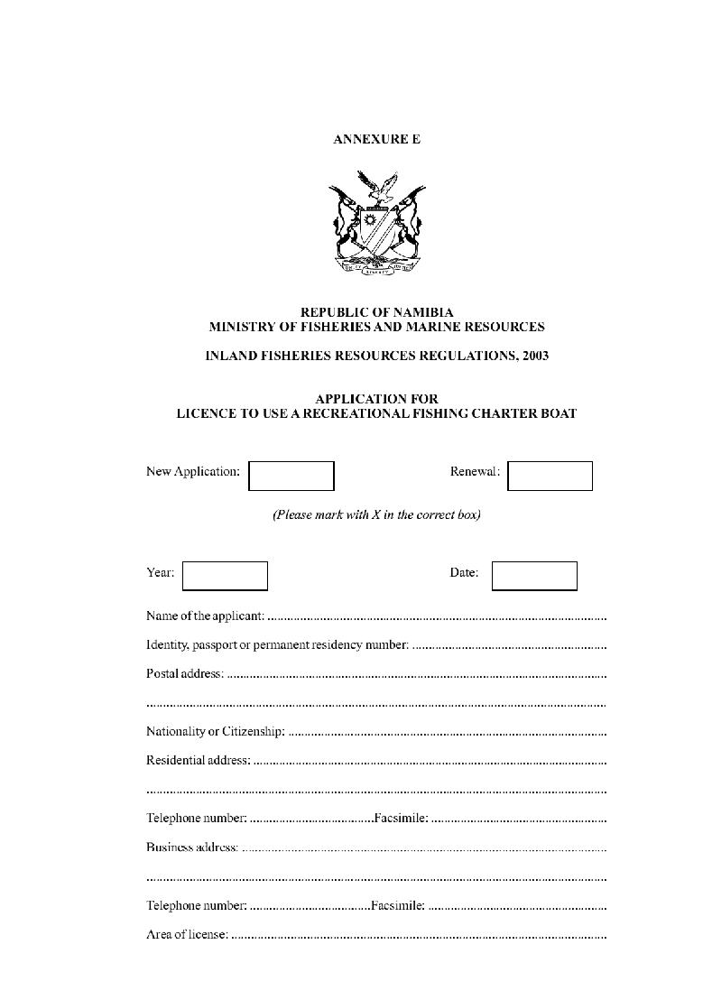 ANNEXURE E
UNITY LIBERTY JUSTICE
REPUBLIC OF NAMIBIA
MINISTRY OF FISHERIES AND MARINE RESOURCES
INLAND FISHERIES RESOURCES REGULATIONS, 2003
APPLICATION FOR
LICENCE TO USE A RECREATIONAL FISHING CHARTER BOAT
New Application: Renewal:
(Please mark with X in the correct box)
Year: Date:
Name of the applicant: ........................................................................................................
Identity, passport or permanent residency number: ...........................................................
Postal address: ....................................................................................................................
............................................................................................................................................
Nationality or Citizenship: .................................................................................................
Residential address: ...........................................................................................................
............................................................................................................................................
Telephone number: ......................................Facsimile: .....................................................
Business address: ...............................................................................................................
............................................................................................................................................
Telephone number: .....................................Facsimile: ......................................................
Area of license: ..................................................................................................................